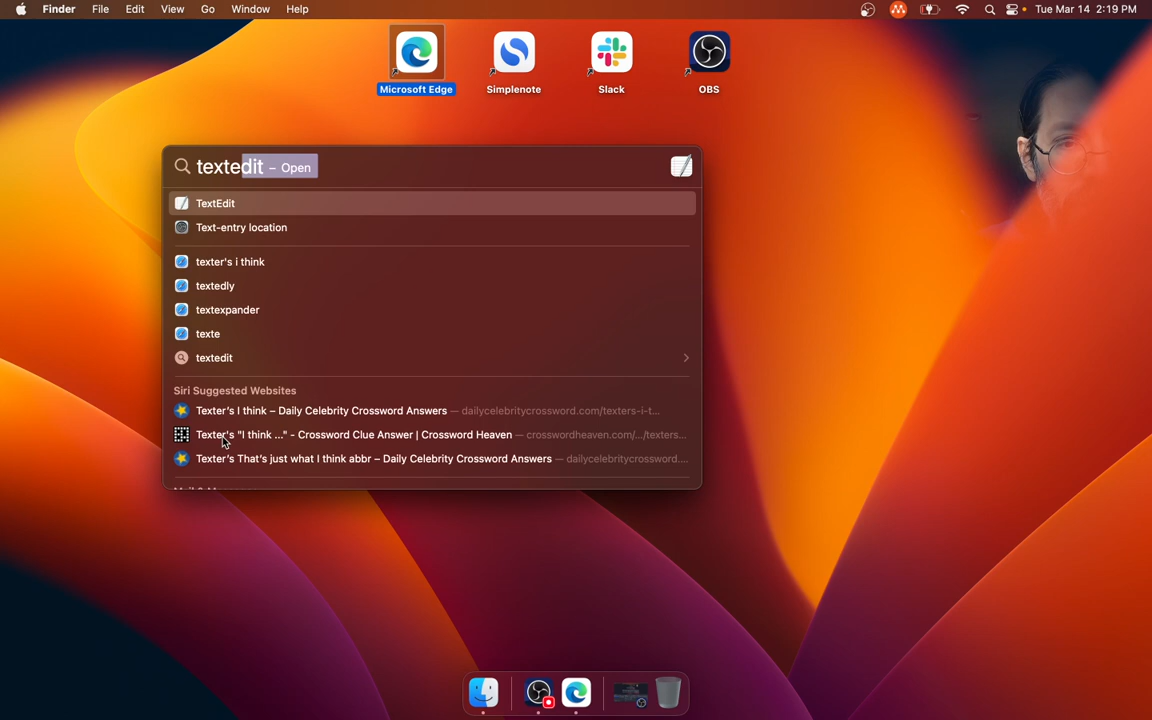 Finder File Edit View Go Window Help Tue Mar 14 2:19 PM
Microsoft Edge
Simplenote
Slack
OBS
textedit – Open
TextEdit
Text-entry location
texter's i think
textedly
textexpander
texte
textedit
Siri Suggested Websites
Texter's I think – Daily Celebrity Crossword Answers — dailycelebritycrossword.com/texters-i-t...
Texter's "I think ..." - Crossword Clue Answer | Crossword Heaven — crosswordheaven.com/.../texters...
Texter's That's just what I think abbr – Daily Celebrity Crossword Answers — dailycelebritycrossword....